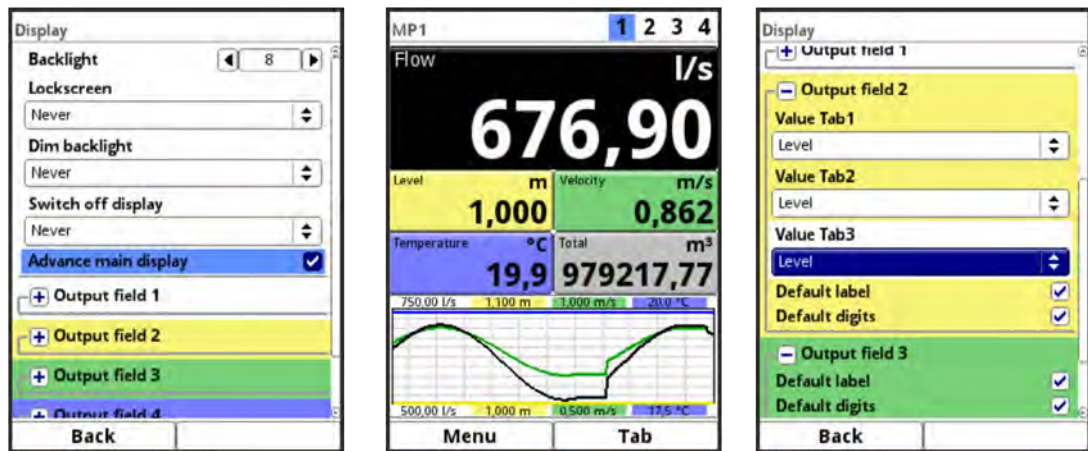 Display
Backlight 8
Lockscreen
Never
Dim backlight
Never
Switch off display
Never
Advance main display
Output field 1
Output field 2
Output field 3
Output field 4
Back
MP1 1 2 3 4
Flow l/s
676,90
Level m Velocity m/s
1,000 0,862
Temperature °C Total m³
19,9 979217,77
750,00 l/s 1,100 m 1,000 m/s 20,0 °C
500,00 l/s 1,000 m 0,500 m/s 17,5 °C
Menu Tab
Display
Output field 1
Output field 2
Value Tab1
Level
Value Tab2
Level
Value Tab3
Level
Default label
Default digits
Output field 3
Default label
Default digits
Back